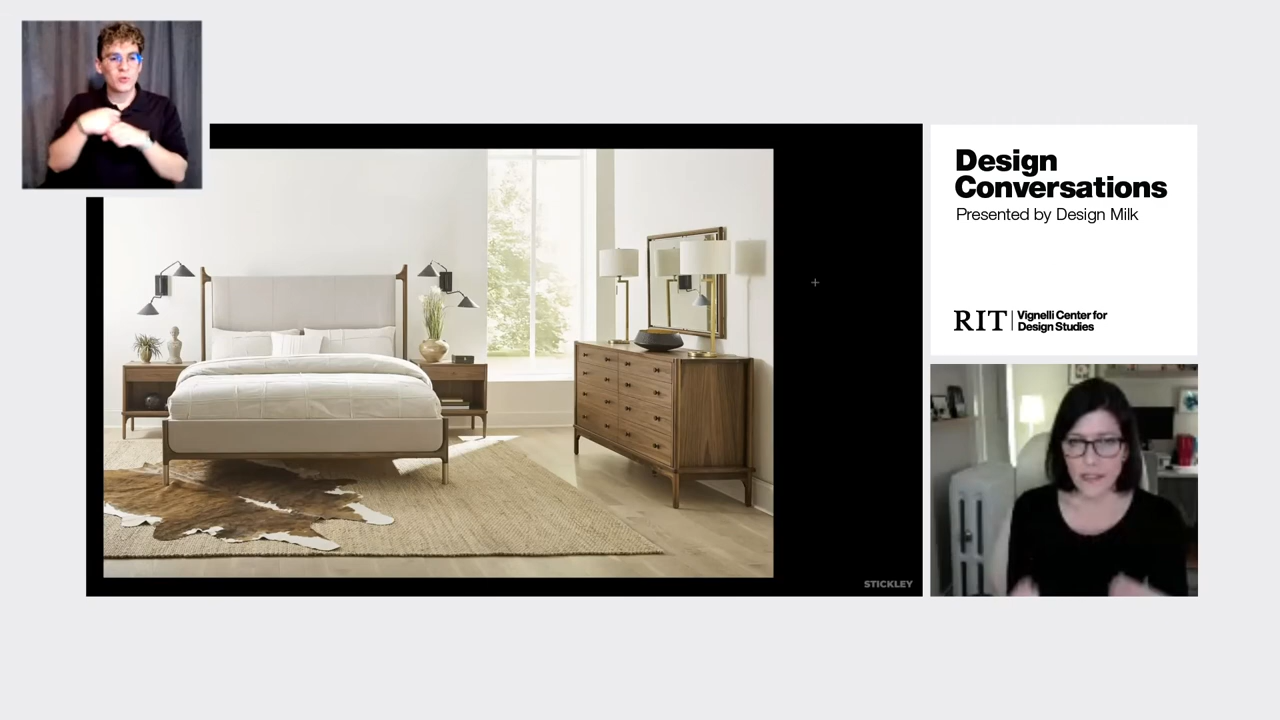 Design
Conversations
Presented by Design Milk
RIT
Vignelli Center for
Design Studies
STICKLEY